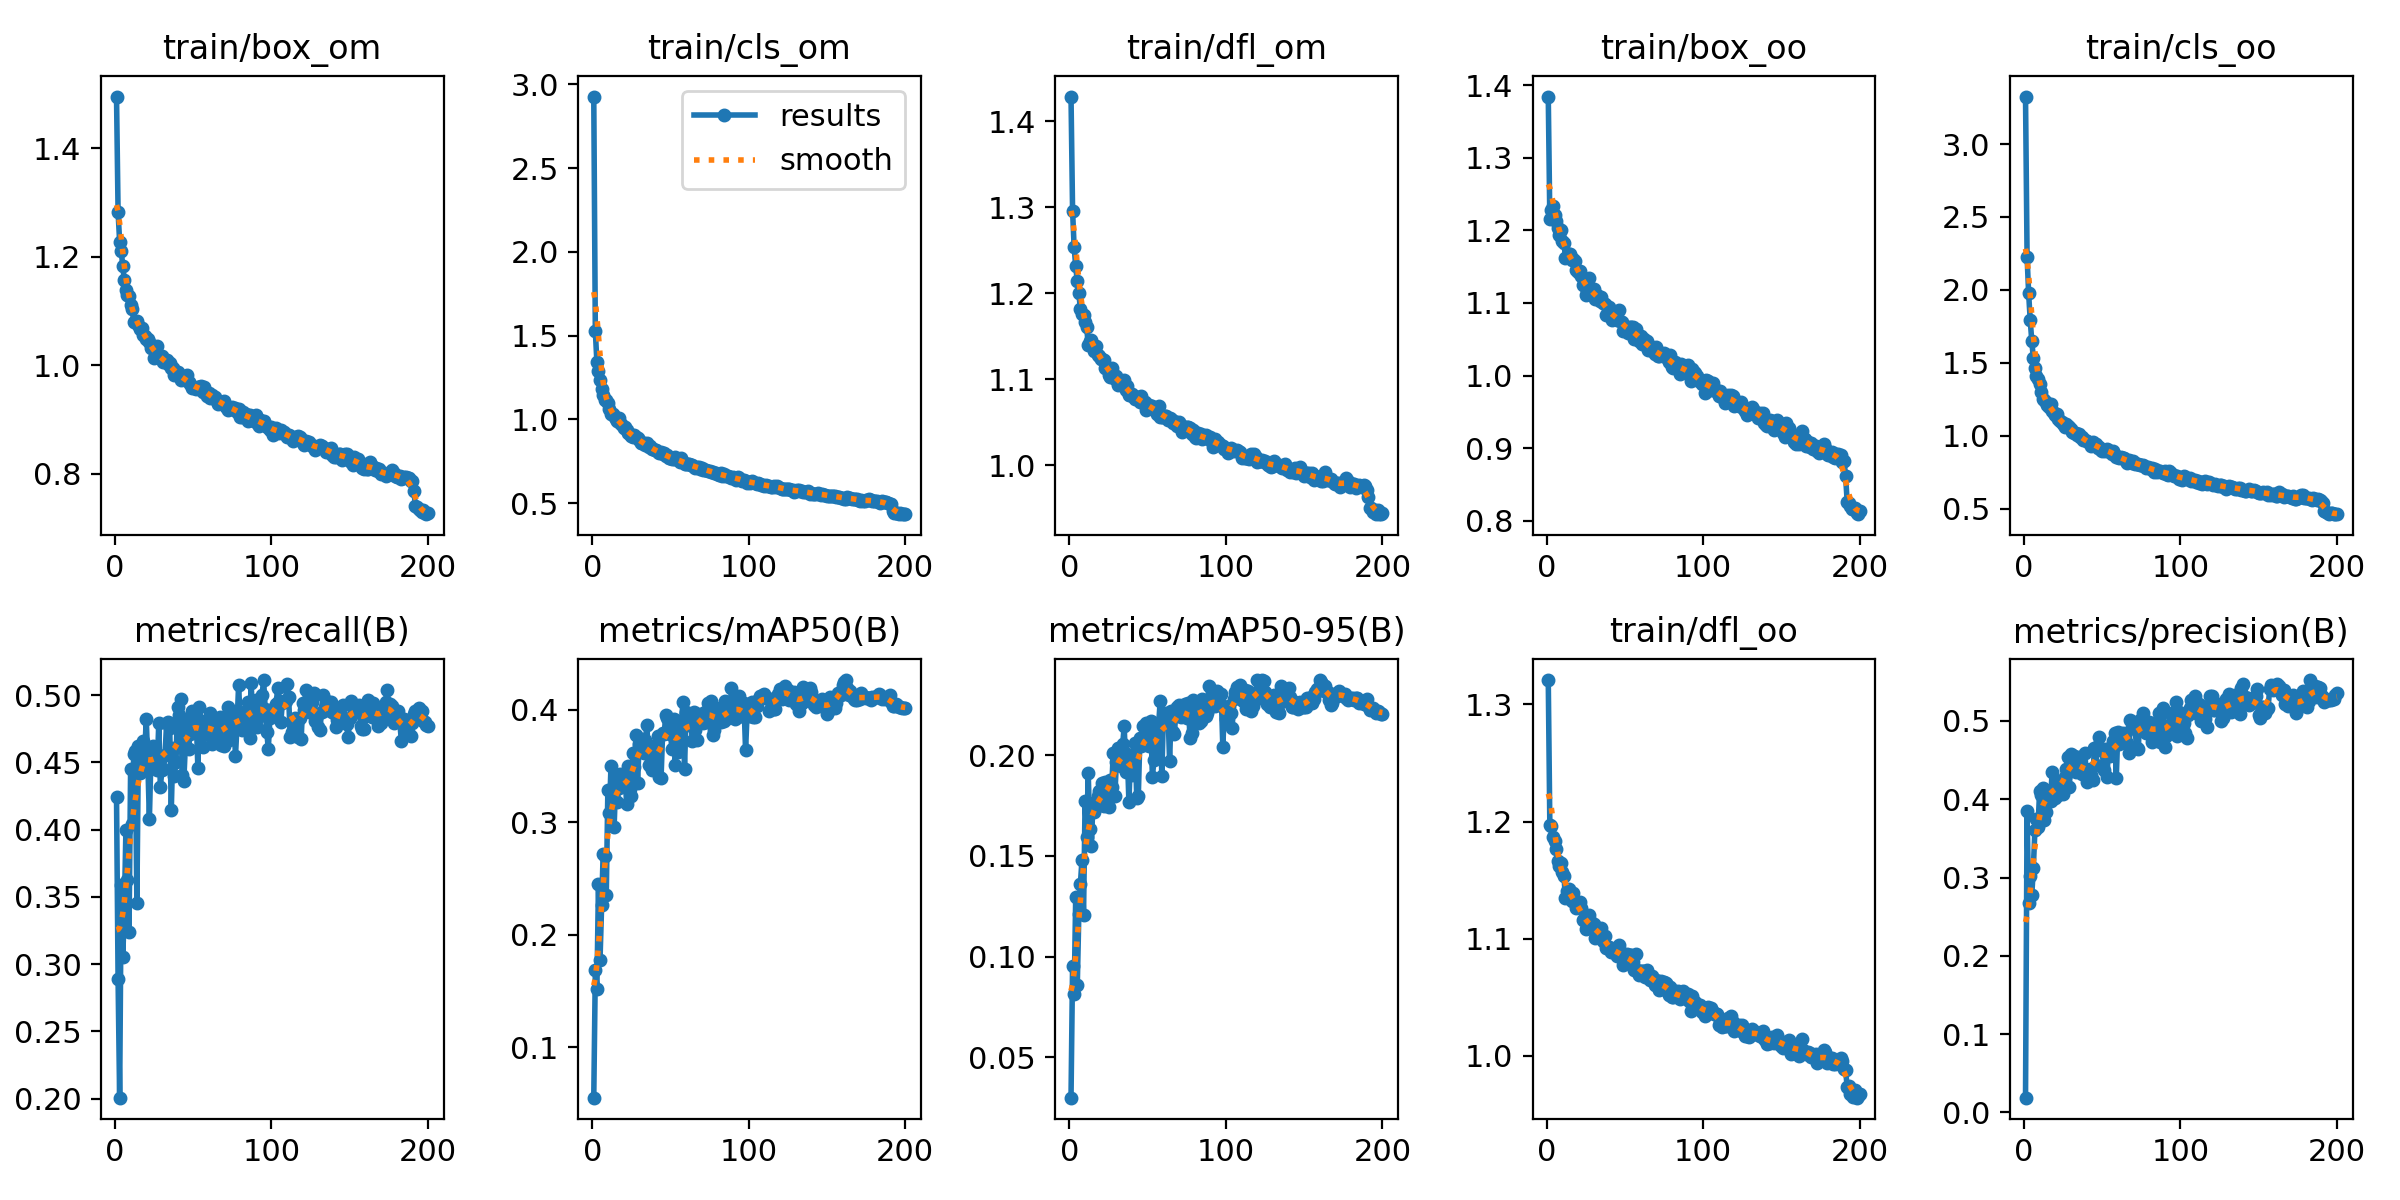 train/box_om
1.4
1.2
1.0
0.8
0 100 200
train/cls_om
results
smooth
3.0
2.5
2.0
1.5
1.0
0.5
0 100 200
train/dfl_om
1.4
1.3
1.2
1.1
1.0
0 100 200
train/box_oo
1.4
1.3
1.2
1.1
1.0
0.9
0.8
0 100 200
train/cls_oo
3.0
2.5
2.0
1.5
1.0
0.5
0 100 200
metrics/recall(B)
0.50
0.45
0.40
0.35
0.30
0.25
0.20
0 100 200
metrics/mAP50(B)
0.4
0.3
0.2
0.1
0 100 200
metrics/mAP50-95(B)
0.20
0.15
0.10
0.05
0 100 200
train/dfl_oo
1.3
1.2
1.1
1.0
0 100 200
metrics/precision(B)
0.5
0.4
0.3
0.2
0.1
0.0
0 100 200